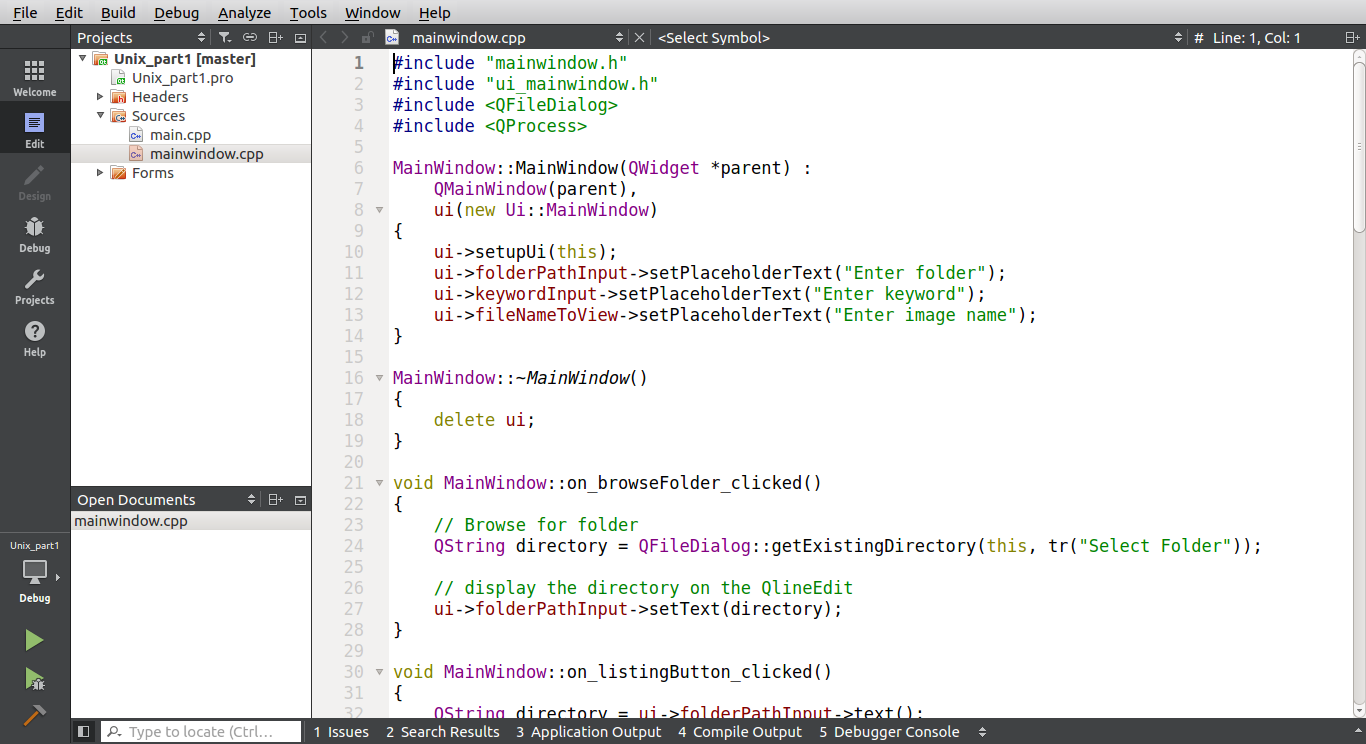 File Edit Build Debug Analyze Tools Window Help
Projects
mainwindow.cpp
<Select Symbol>
# Line: 1, Col: 1
Welcome
Edit
Design
Debug
Projects
Help
Unix_part1
Debug
Unix_part1 [master]
Unix_part1.pro
Headers
Sources
main.cpp
mainwindow.cpp
Forms
Open Documents
mainwindow.cpp
1 #include "mainwindow.h"
2 #include "ui_mainwindow.h"
3 #include <QFileDialog>
4 #include <QProcess>
5
6 MainWindow::MainWindow(QWidget *parent) :
7     QMainWindow(parent),
8     ui(new Ui::MainWindow)
9 {
10     ui->setupUi(this);
11     ui->folderPathInput->setPlaceholderText("Enter folder");
12     ui->keywordInput->setPlaceholderText("Enter keyword");
13     ui->fileNameToView->setPlaceholderText("Enter image name");
14 }
15
16 MainWindow::~MainWindow()
17 {
18     delete ui;
19 }
20
21 void MainWindow::on_browseFolder_clicked()
22 {
23     // Browse for folder
24     QString directory = QFileDialog::getExistingDirectory(this, tr("Select Folder"));
25
26     // display the directory on the QlineEdit
27     ui->folderPathInput->setText(directory);
28 }
29
30 void MainWindow::on_listingButton_clicked()
31 {
32     QString directory = ui->folderPathInput->text();
Type to locate (Ctrl...
1 Issues 2 Search Results 3 Application Output 4 Compile Output 5 Debugger Console